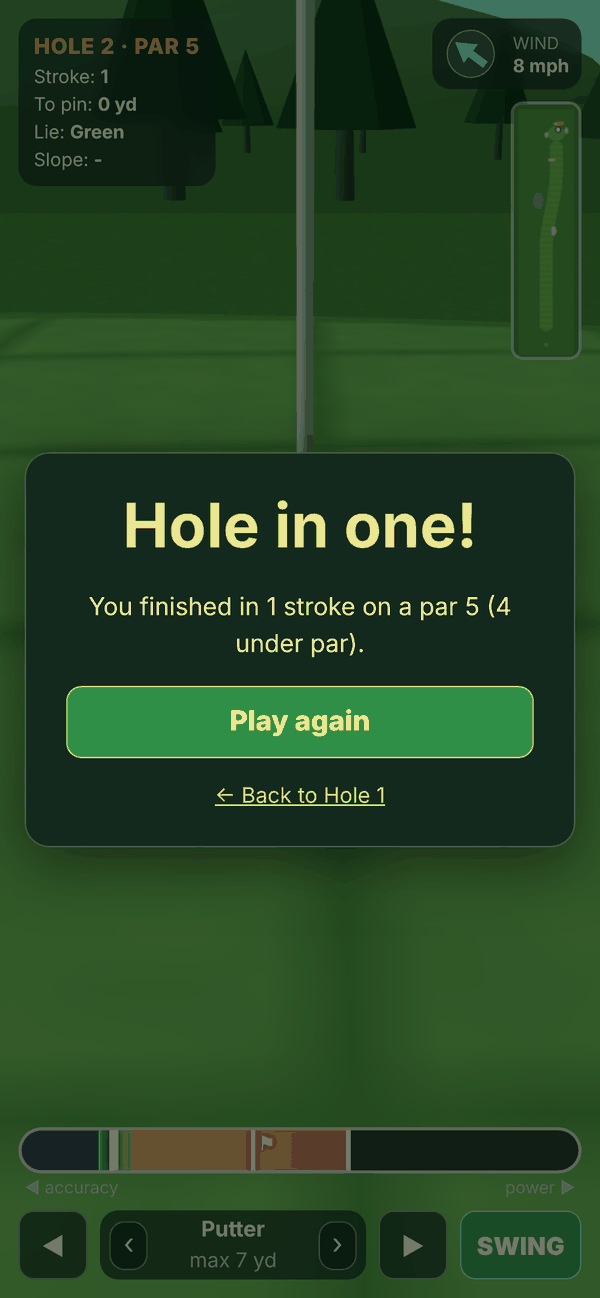 HOLE 2 · PAR 5
Stroke: 1
To pin: 0 yd
Lie: Green
Slope: -
WIND
8 mph
Hole in one!
You finished in 1 stroke on a par 5 (4
under par).
Play again
← Back to Hole 1
◀ accuracy
power ▶
Putter
max 7 yd
SWING